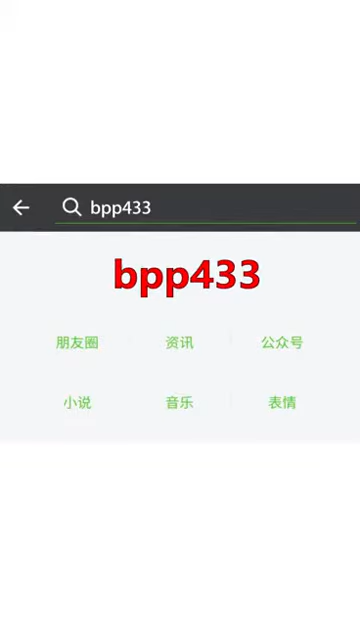 bpp433
bpp433
朋友圈 资讯 公众号
小说 音乐 表情